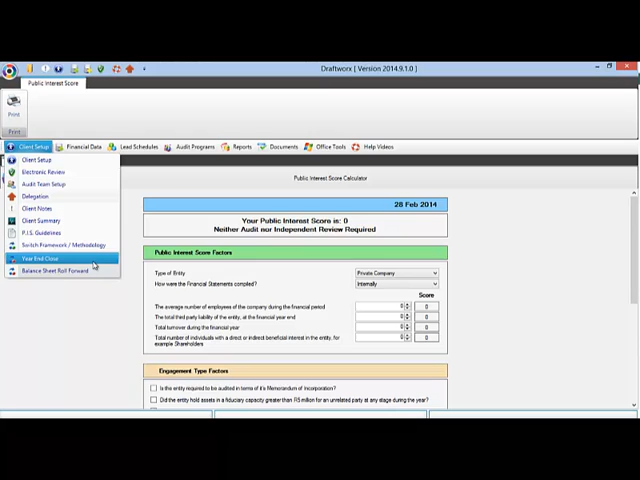 Draftworx ( Version 2014.9.1.0 )
Public Interest Score
Print
Print
Client Setup
Financial Data
Lead Schedules
Audit Programs
Reports
Documents
Office Tools
Help Videos
Client Setup
Electronic Review
Audit Team Setup
Delegation
Client Notes
Client Summary
P.I.S. Guidelines
Switch Framework / Methodology
Year End Close
Balance Sheet Roll Forward
Public Interest Score Calculator
28 Feb 2014
Your Public Interest Score is: 0
Neither Audit nor Independent Review Required
Public Interest Score Factors
Type of Entity
Private Company
How were the Financial Statements compiled?
Internally
Score
The average number of employees of the company during the financial period
0
0
The total third party liability of the entity, at the financial year end
0
0
Total turnover during the financial year
0
0
Total number of individuals with a direct or indirect beneficial interest in the entity, for
example Shareholders
0
0
Engagement Type Factors
Is this entity required to be audited in terms of it's Memorandum of Incorporation?
Did the entity hold assets in a fiduciary capacity greater than R5 million for an unrelated party at any stage during the year?